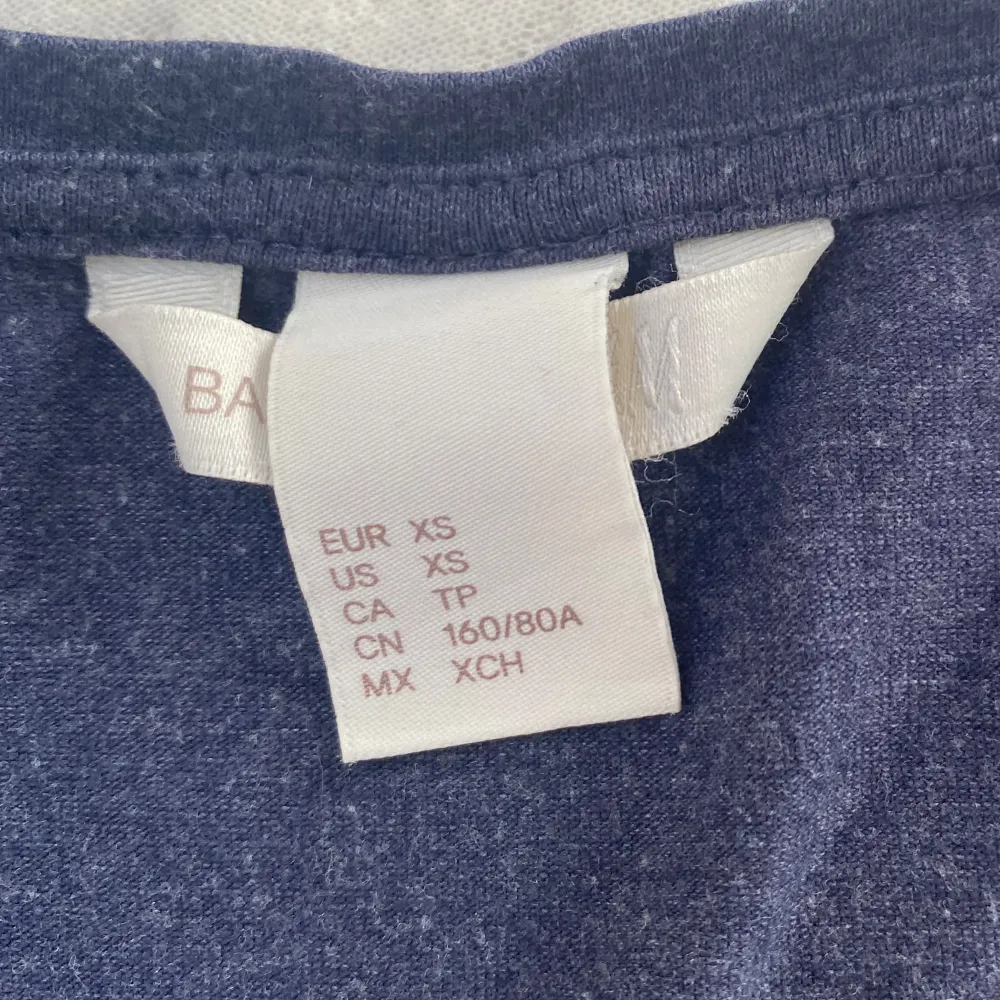 BA
EUR XS
US XS
CA TP
CN 160/80A
MX XCH